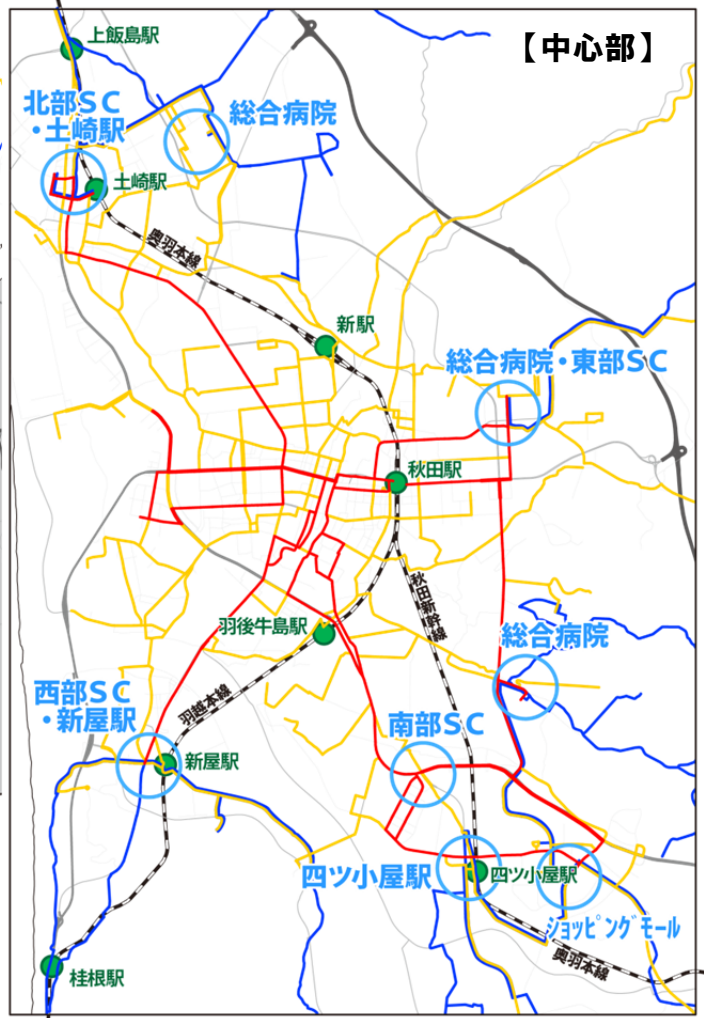 【中心部】
上飯島駅
北部ＳＣ
・土崎駅
総合病院
土崎駅
奥羽本線
新駅
総合病院・東部ＳＣ
秋田駅
秋田新幹線
羽後牛島駅
総合病院
西部ＳＣ
・新屋駅
羽越本線
南部ＳＣ
新屋駅
四ツ小屋駅
四ツ小屋駅
ｼｮｯﾋﾟﾝｸﾞﾓｰﾙ
奥羽本線
桂根駅